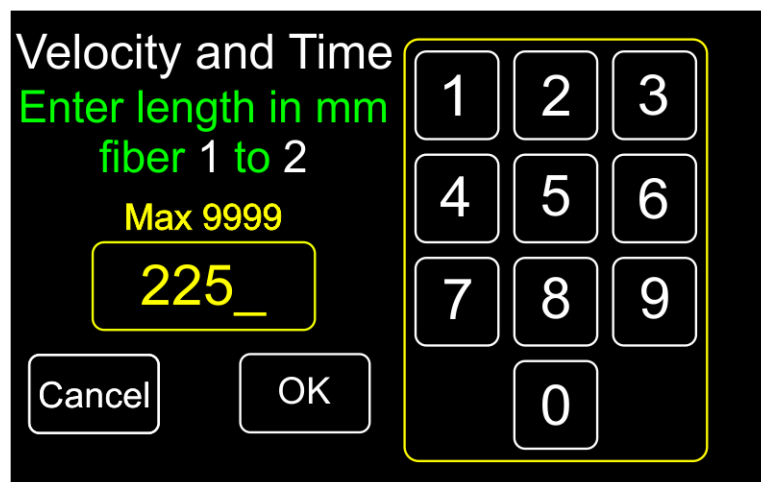 Velocity and Time
Enter length in mm
fiber 1 to 2
Max 9999
225_
Cancel
OK
1 2 3
4 5 6
7 8 9
0